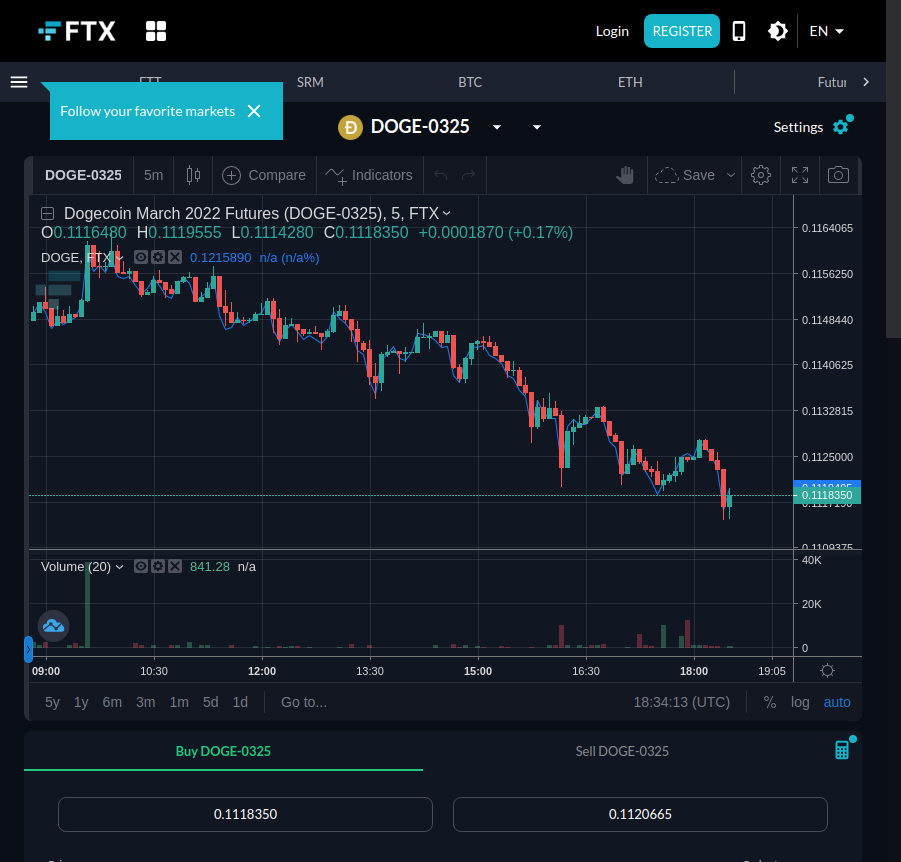 FTX
Login
REGISTER
EN
FTT
SRM
BTC
ETH
Futur
Follow your favorite markets
DOGE-0325
Settings
DOGE-0325
5m
Compare
Indicators
Save
Dogecoin March 2022 Futures (DOGE-0325), 5, FTX
O0.1116480 H0.1119555 L0.1114280 C0.1118350 +0.0001870 (+0.17%)
DOGE, FTX
0.1215890 n/a (n/a%)
0.1164065
0.1156250
0.1148440
0.1140625
0.1132815
0.1125000
0.1118350
0.1109375
Volume (20)
841.28 n/a
40K
20K
0
09:00 10:30 12:00 13:30 15:00 16:30 18:00 19:05
5y 1y 6m 3m 1m 5d 1d Go to...
18:34:13 (UTC) % log auto
Buy DOGE-0325
Sell DOGE-0325
0.1118350
0.1120665